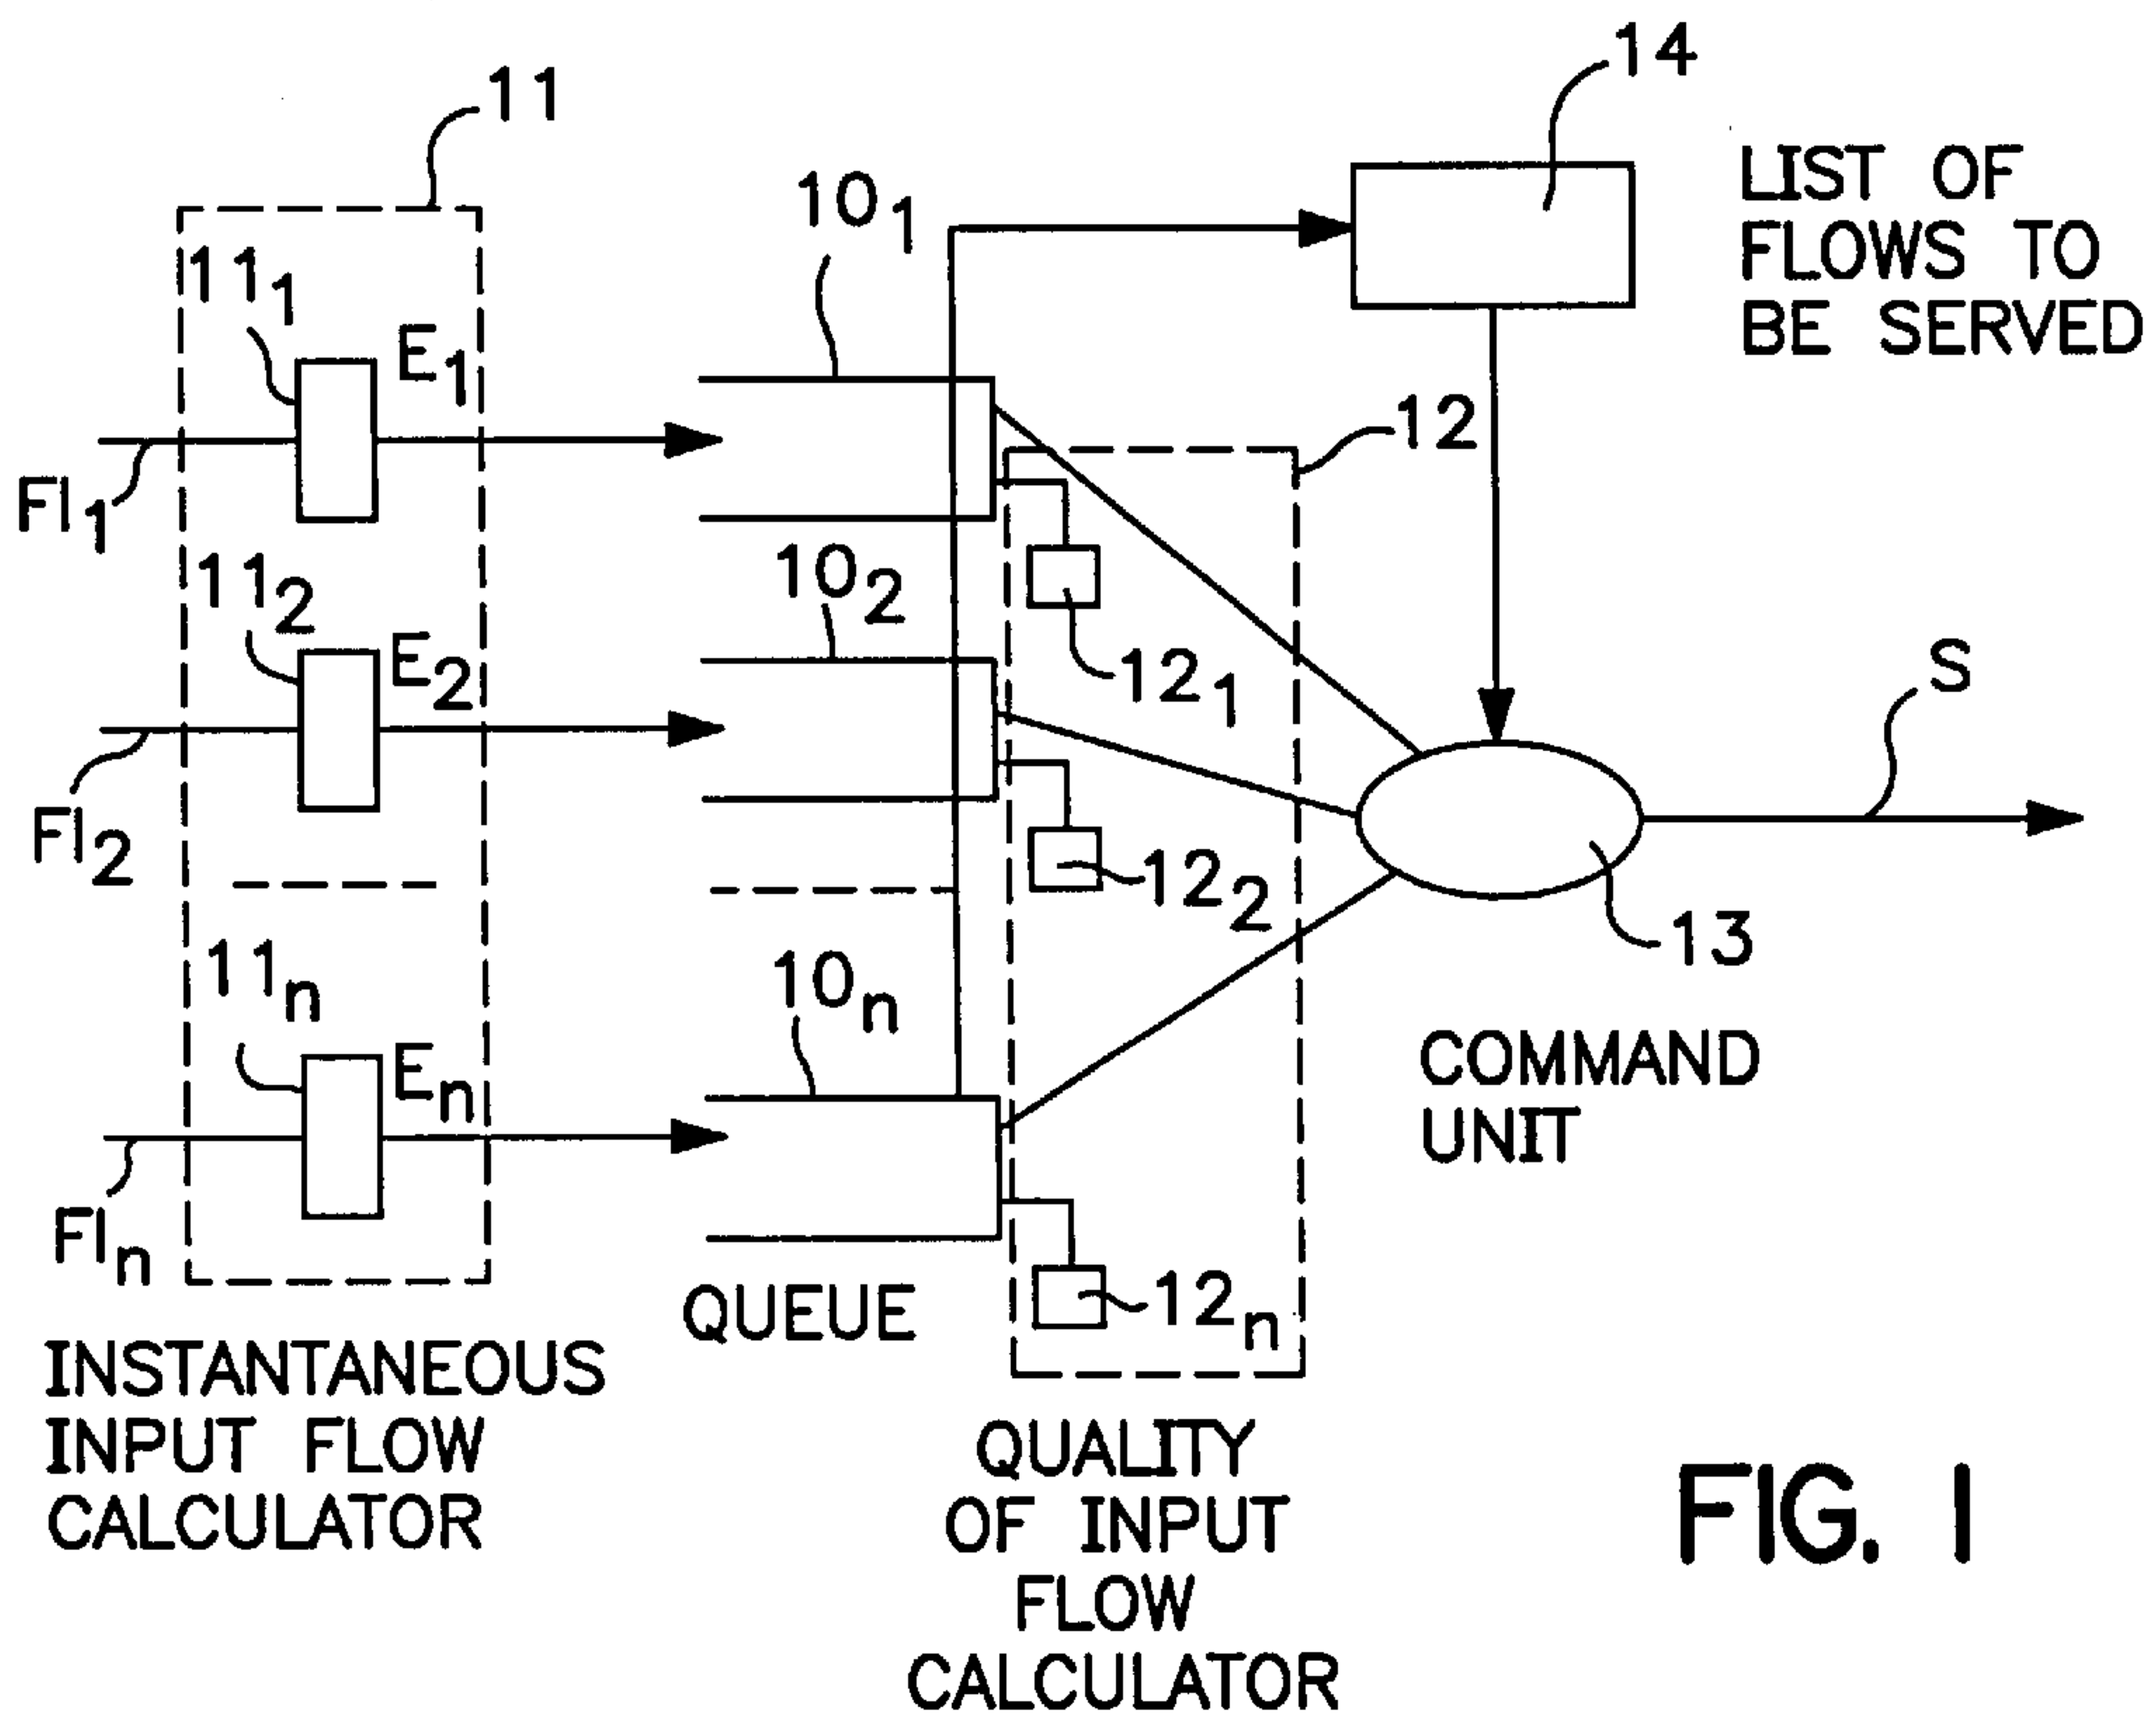 14
11
LIST OF
FLOWS TO
BE SERVED
10₁
11₁
E₁
12
Fl₁
10₂
11₂
E₂
12₁
S
Fl₂
12₂
13
10ₙ
11ₙ
Eₙ
COMMAND
UNIT
Flₙ
12ₙ
QUEUE
INSTANTANEOUS
INPUT FLOW
CALCULATOR
QUALITY
OF INPUT
FLOW
CALCULATOR
FIG. 1